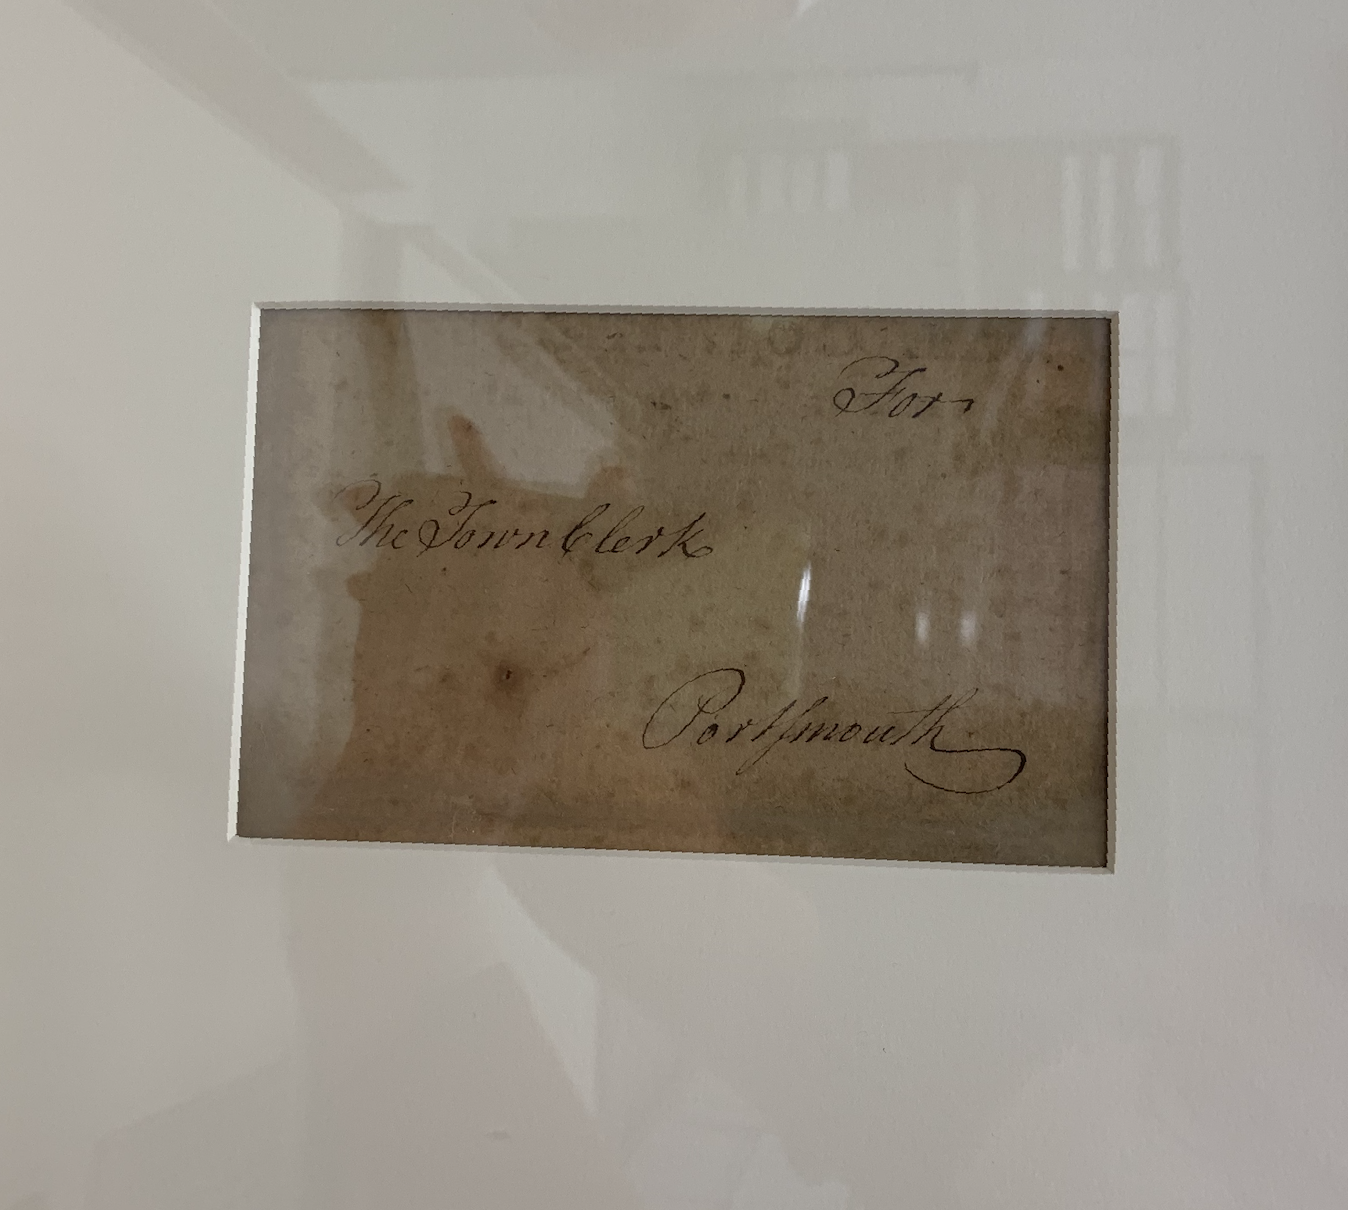 For
The Town Clerk
Portſmouth